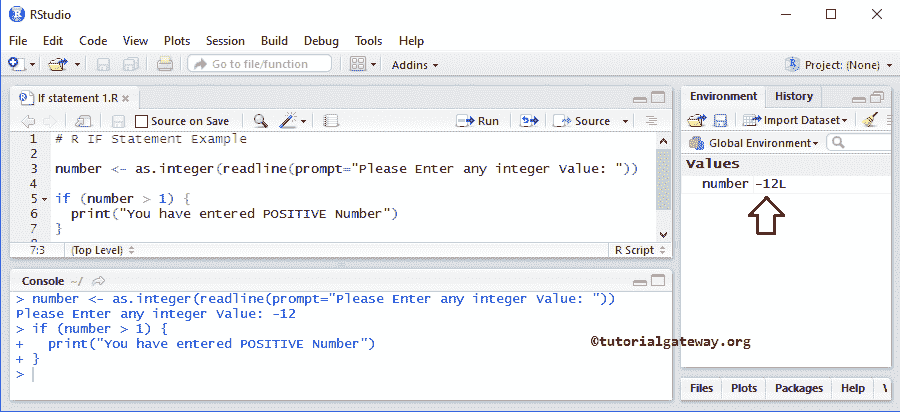 RStudio
File Edit Code View Plots Session Build Debug Tools Help
Go to file/function Addins Project: (None)
If statement 1.R
Source on Save Run Source
1 # R IF Statement Example
2
3 number <- as.integer(readline(prompt="Please Enter any integer Value: "))
5 if (number > 1) {
6 print("You have entered POSITIVE Number")
7 }
7:3 (Top Level) R Script
Console ~/
> number <- as.integer(readline(prompt="Please Enter any integer Value: "))
Please Enter any integer Value: -12
> if (number > 1) {
+ print("You have entered POSITIVE Number")
+ }
>
Environment History
Import Dataset
Global Environment
Values
number -12L
©tutorialgateway.org
Files Plots Packages Help